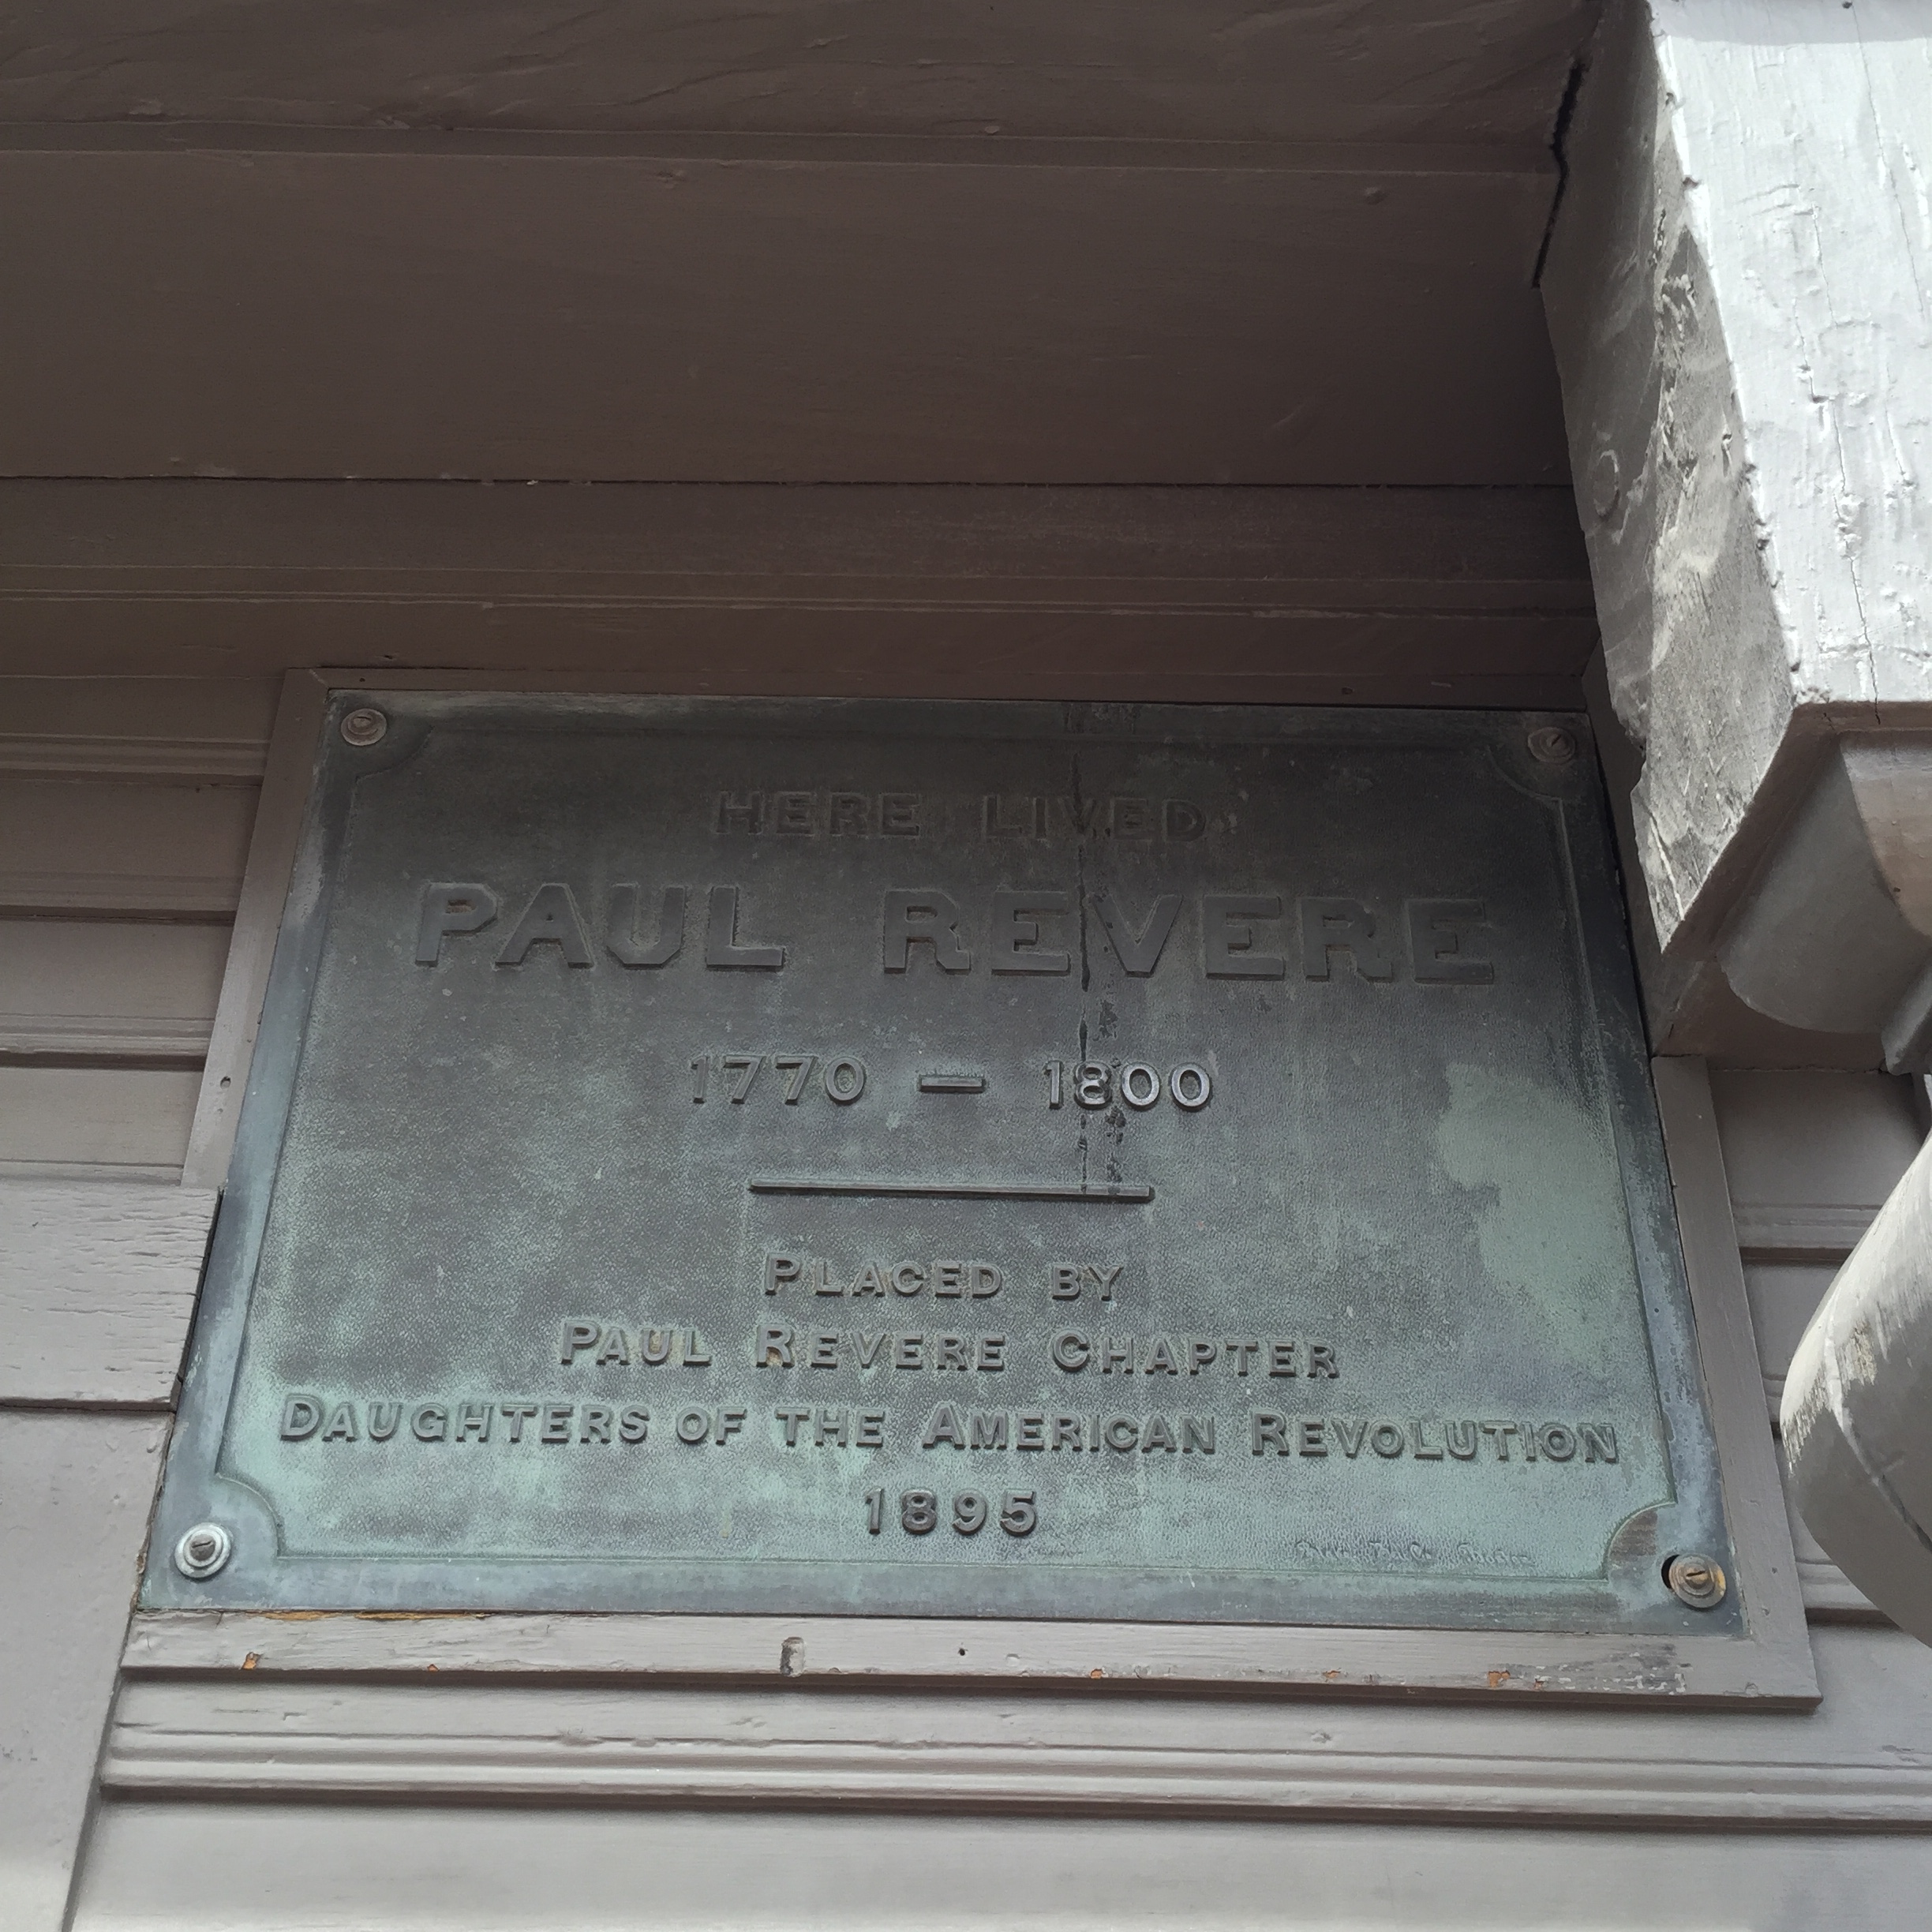 HERE LIVED
PAUL REVERE
1770 — 1800
PLACED BY
PAUL REVERE CHAPTER
DAUGHTERS OF THE AMERICAN REVOLUTION
1895